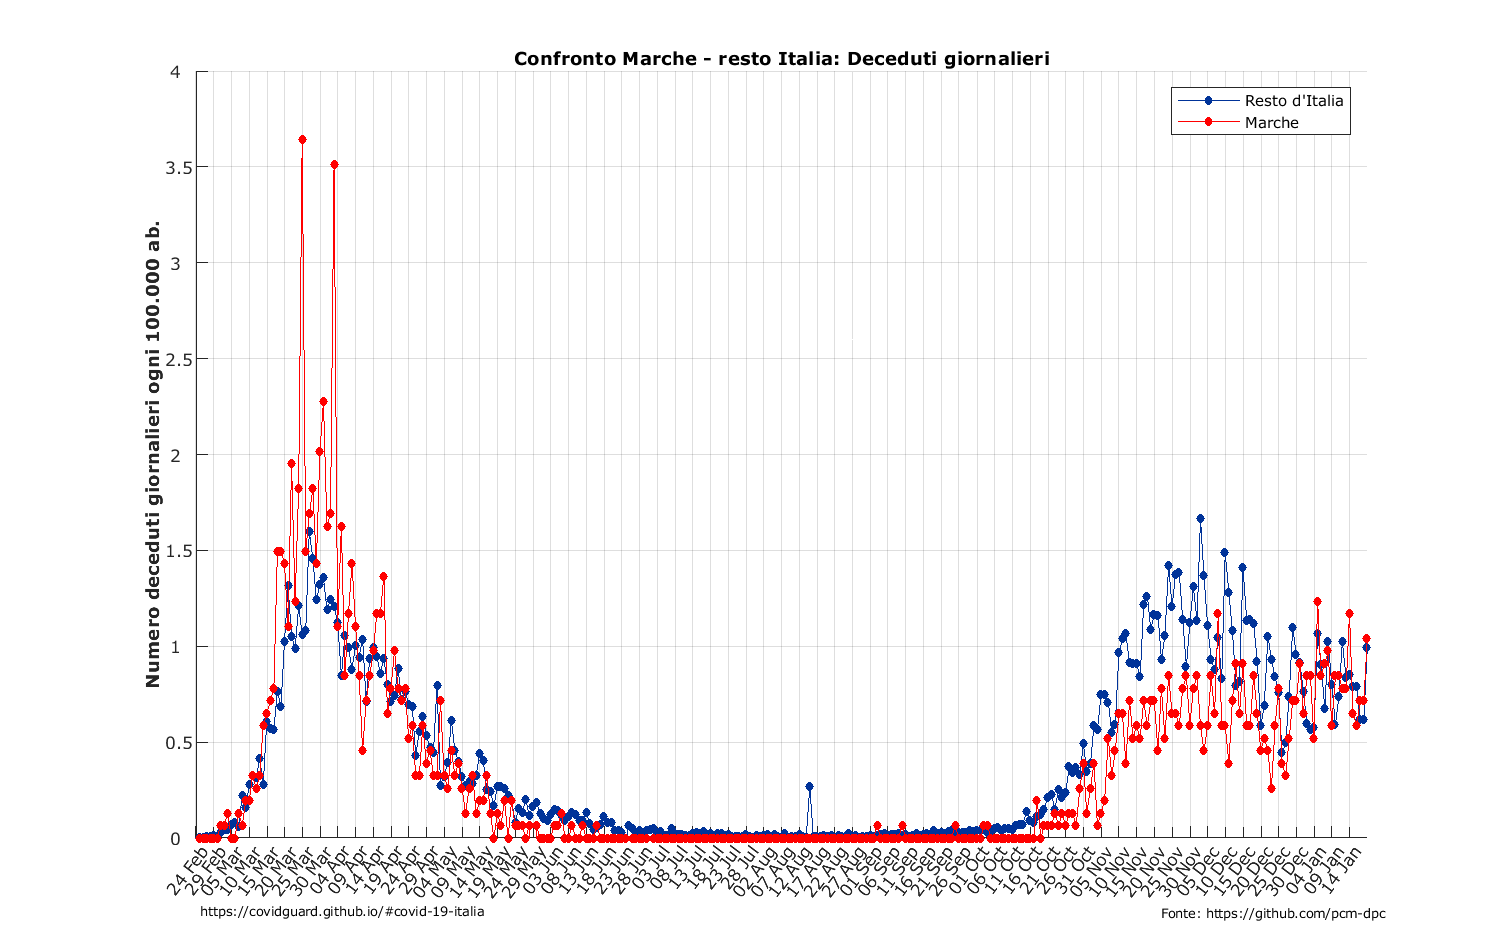 Confronto Marche - resto Italia: Deceduti giornalieri
Resto d'Italia
Marche
Numero deceduti giornalieri ogni 100.000 ab.
4
3.5
3
2.5
2
1.5
1
0.5
0
24 Feb
29 Feb
05 Mar
10 Mar
15 Mar
20 Mar
25 Mar
30 Mar
04 Apr
09 Apr
14 Apr
19 Apr
24 Apr
29 Apr
04 May
09 May
14 May
19 May
24 May
29 May
03 Jun
08 Jun
13 Jun
18 Jun
23 Jun
28 Jun
03 Jul
08 Jul
13 Jul
18 Jul
23 Jul
28 Jul
02 Aug
07 Aug
12 Aug
17 Aug
22 Aug
27 Aug
01 Sep
06 Sep
11 Sep
16 Sep
21 Sep
26 Sep
01 Oct
06 Oct
11 Oct
16 Oct
21 Oct
26 Oct
31 Oct
05 Nov
10 Nov
15 Nov
20 Nov
25 Nov
30 Nov
05 Dec
10 Dec
15 Dec
20 Dec
25 Dec
30 Dec
04 Jan
09 Jan
14 Jan
https://covidguard.github.io/#covid-19-italia
Fonte: https://github.com/pcm-dpc